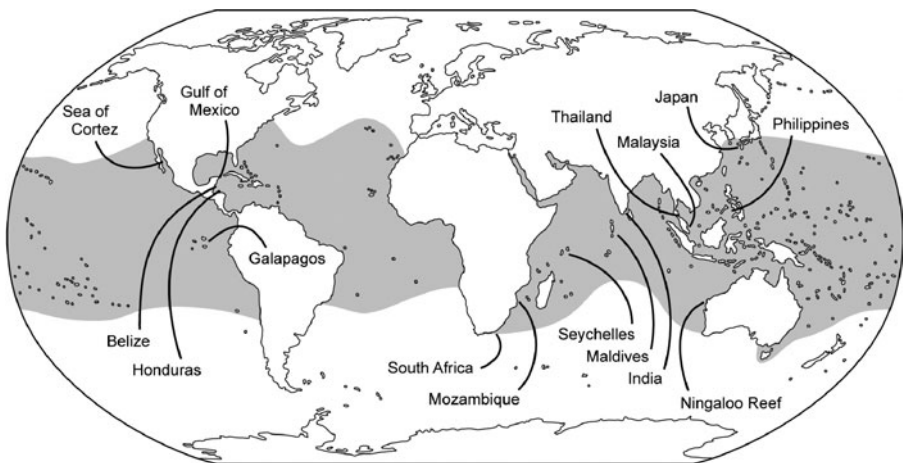 Gulf of
Mexico
Sea of
Cortez
Japan
Thailand
Philippines
Malaysia
Galapagos
Belize
Honduras
South Africa
Mozambique
Seychelles
Maldives
India
Ningaloo Reef